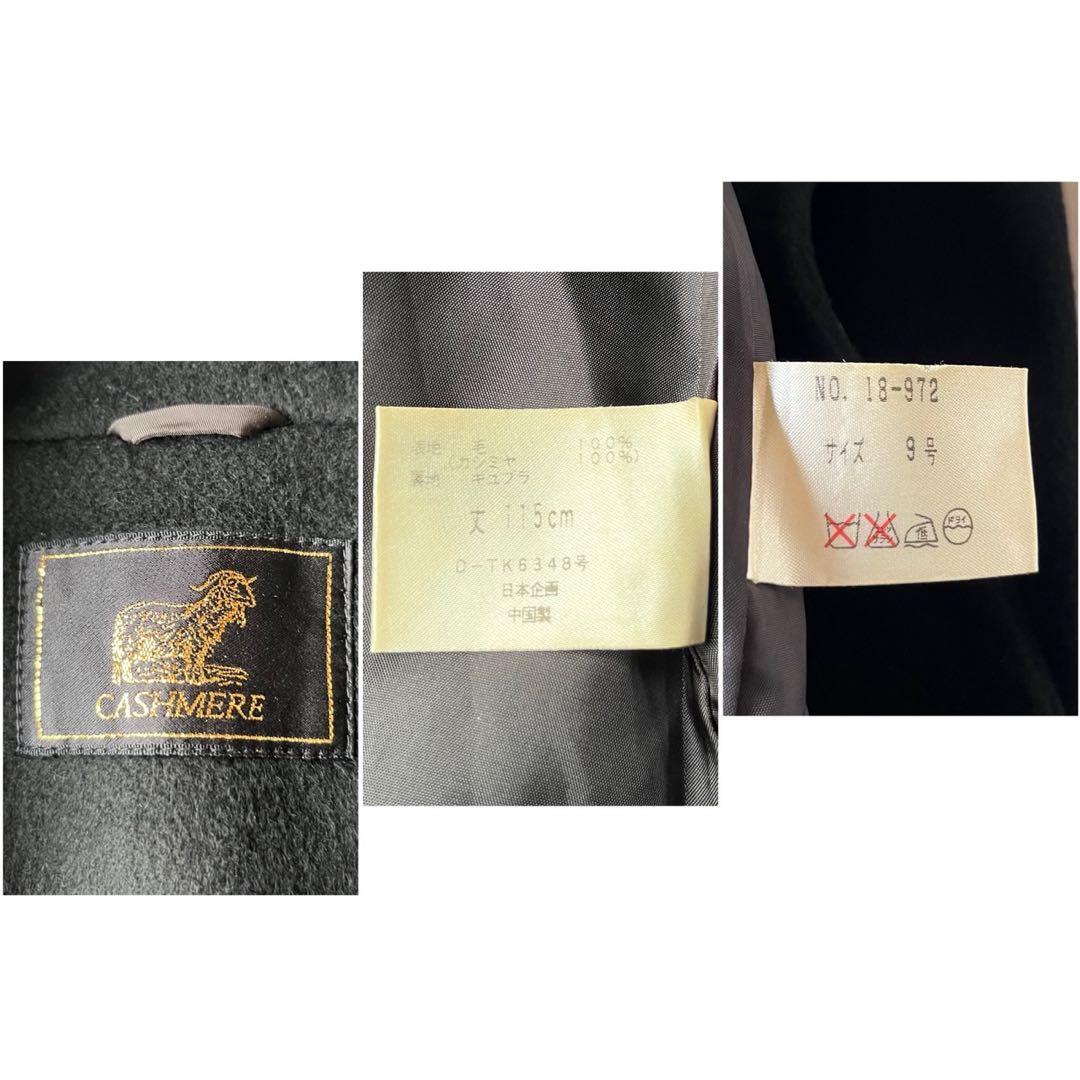 CASHMERE
表地 毛 100%
(カシミヤ 100%)
裏地 キュプラ
丈 115cm
D-TK6348号
日本企画
中国製
NO. 18-972
サイズ 9号
低 ドライ